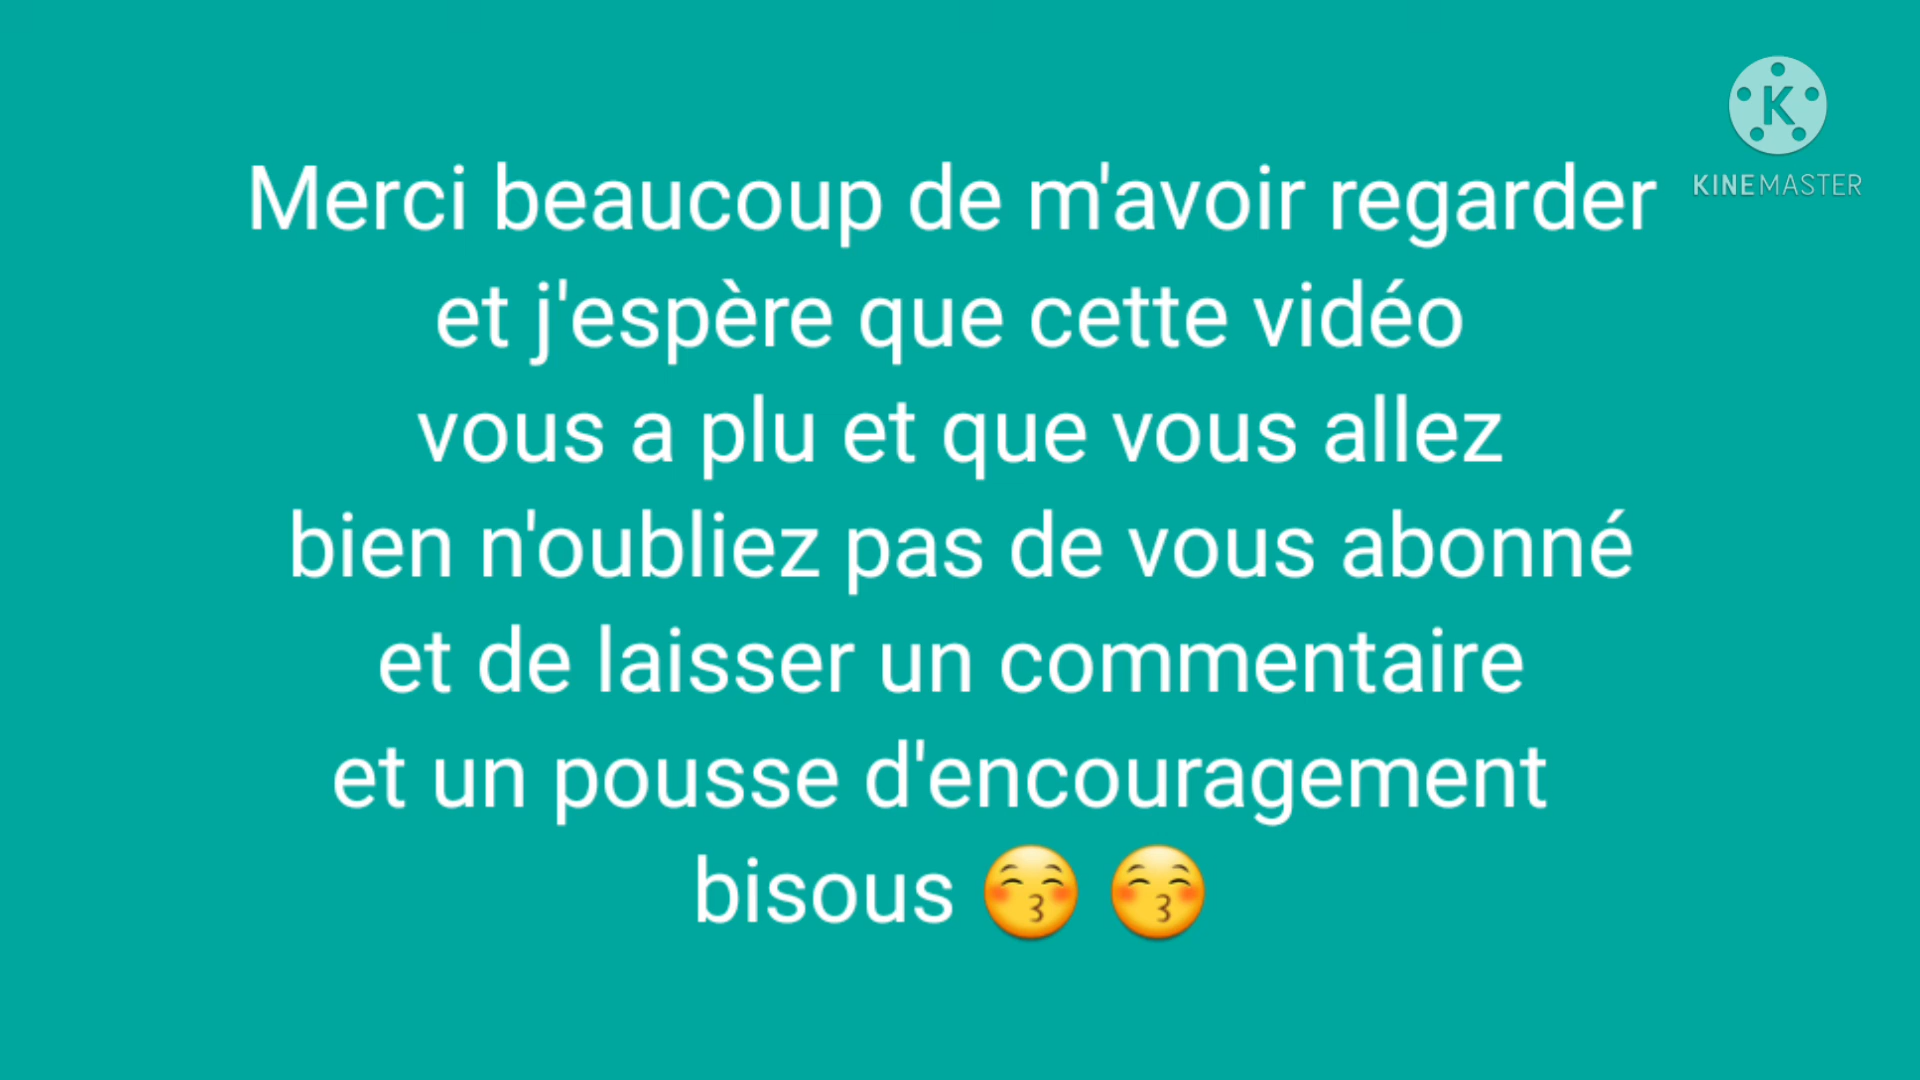 KINEMASTER
Merci beaucoup de m'avoir regarder
et j'espère que cette vidéo
vous a plu et que vous allez
bien n'oubliez pas de vous abonné
et de laisser un commentaire
et un pousse d'encouragement
bisous 😚 😚